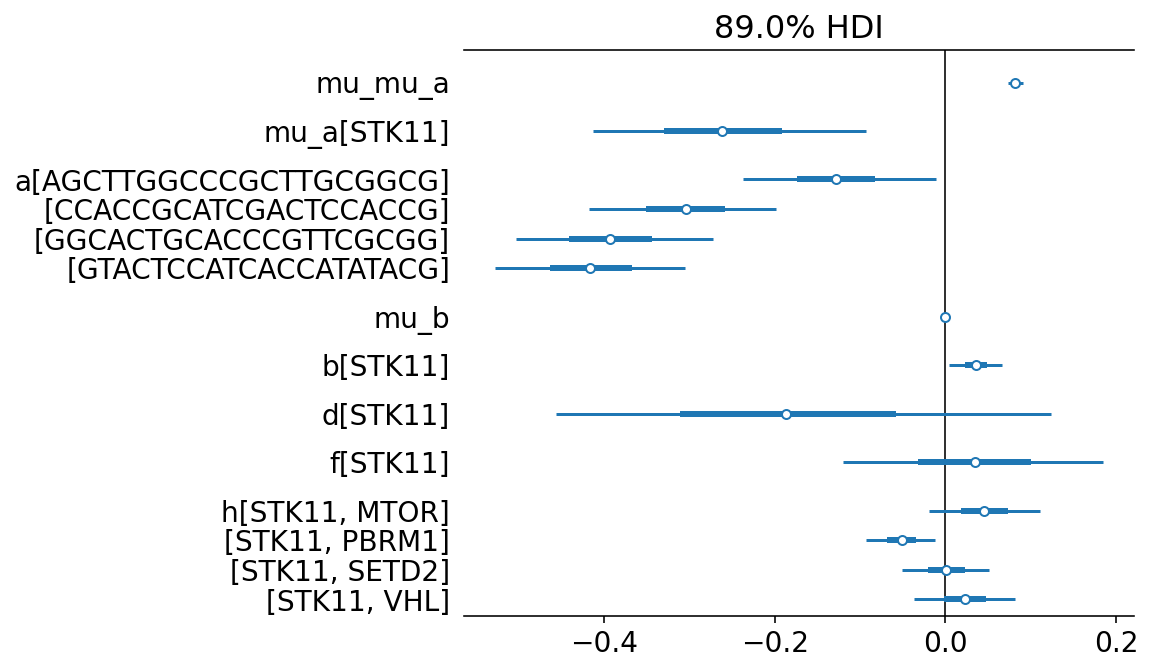 89.0% HDI
mu_mu_a
mu_a[STK11]
a[AGCTTGGCCCGCTTGCGGCG]
[CCACCGCATCGACTCCACCG]
[GGCACTGCACCCGTTCGCGG]
[GTACTCCATCACCATATACG]
mu_b
b[STK11]
d[STK11]
f[STK11]
h[STK11, MTOR]
[STK11, PBRM1]
[STK11, SETD2]
[STK11, VHL]
−0.4 −0.2 0.0 0.2